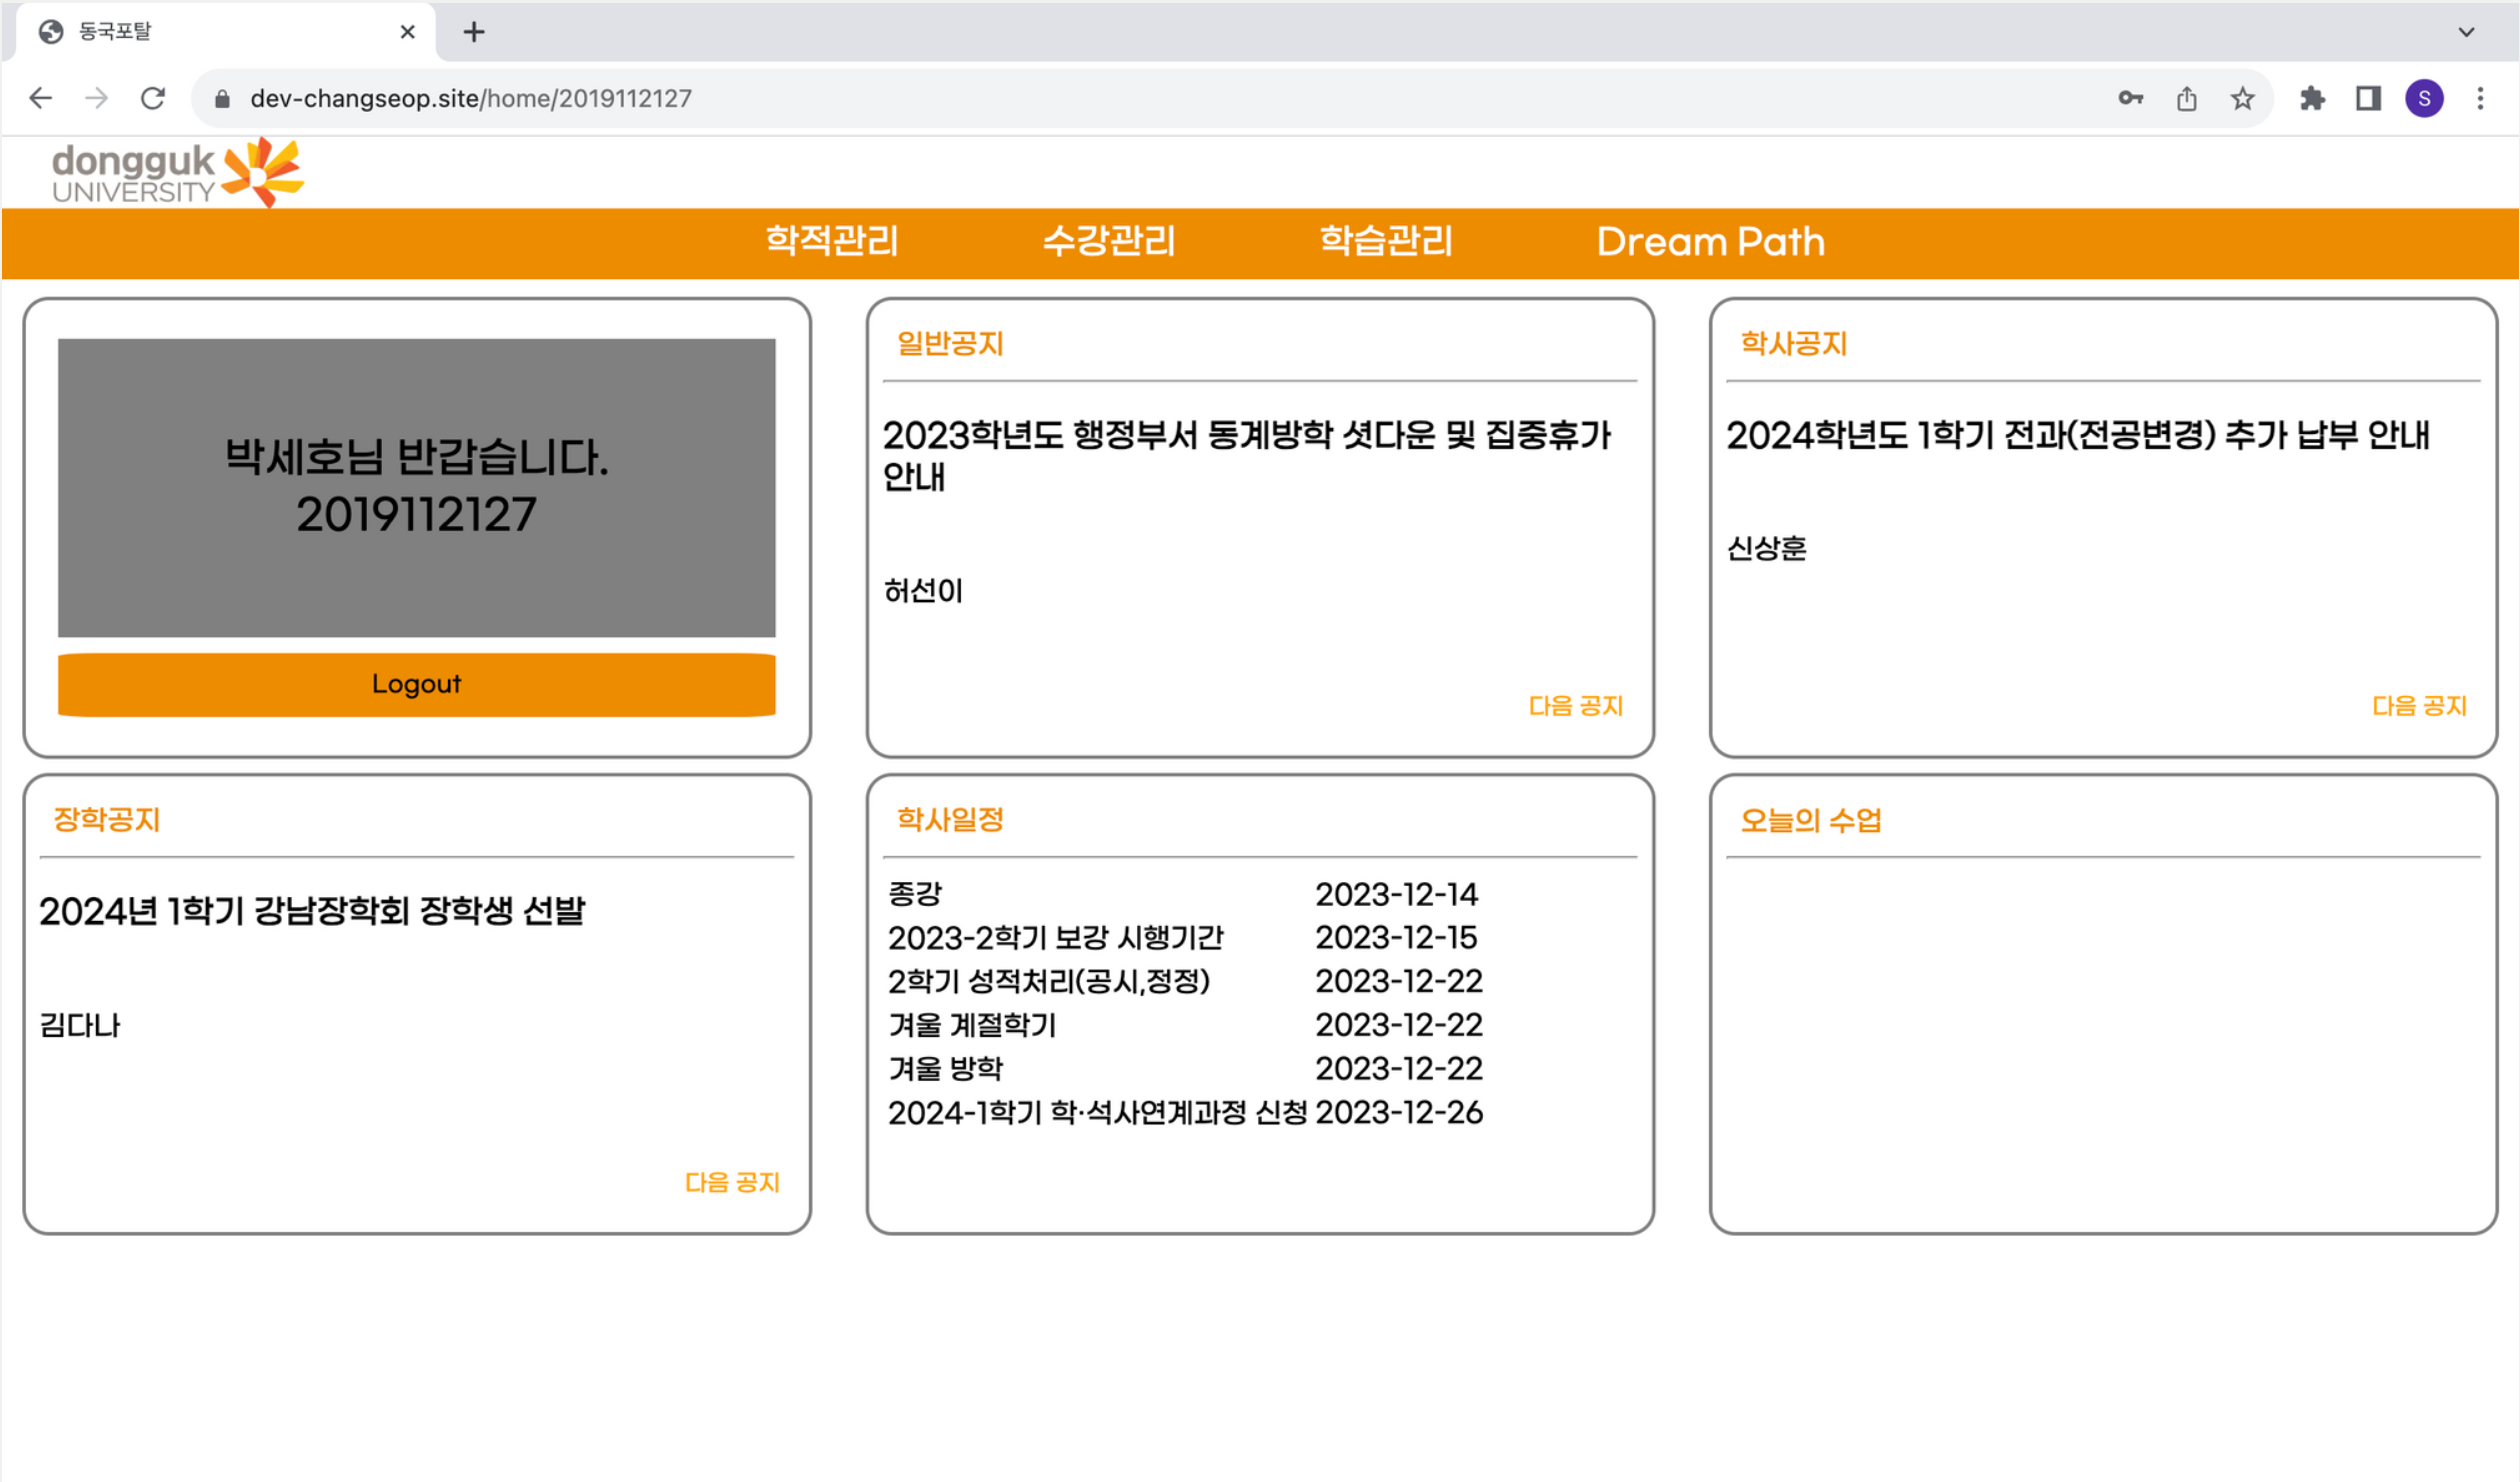 동국포탈
dev-changseop.site/home/2019112127
S
dongguk
UNIVERSITY
학적관리 수강관리 학습관리 Dream Path
박세호님 반갑습니다.
2019112127
Logout
일반공지
2023학년도 행정부서 동계방학 셧다운 및 집중휴가
안내
허선이
다음 공지
학사공지
2024학년도 1학기 전과(전공변경) 추가 납부 안내
신상훈
다음 공지
장학공지
2024년 1학기 강남장학회 장학생 선발
김다나
다음 공지
학사일정
종강 2023-12-14
2023-2학기 보강 시행기간 2023-12-15
2학기 성적처리(공시,정정) 2023-12-22
겨울 계절학기 2023-12-22
겨울 방학 2023-12-22
2024-1학기 학·석사연계과정 신청 2023-12-26
오늘의 수업